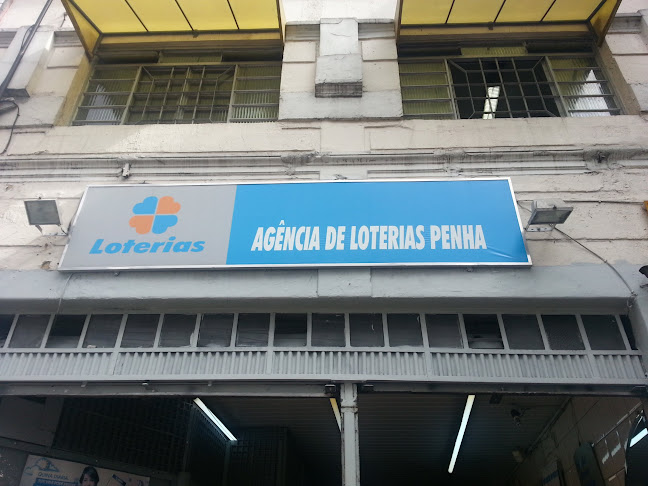 Loterias
AGÊNCIA DE LOTERIAS PENHA